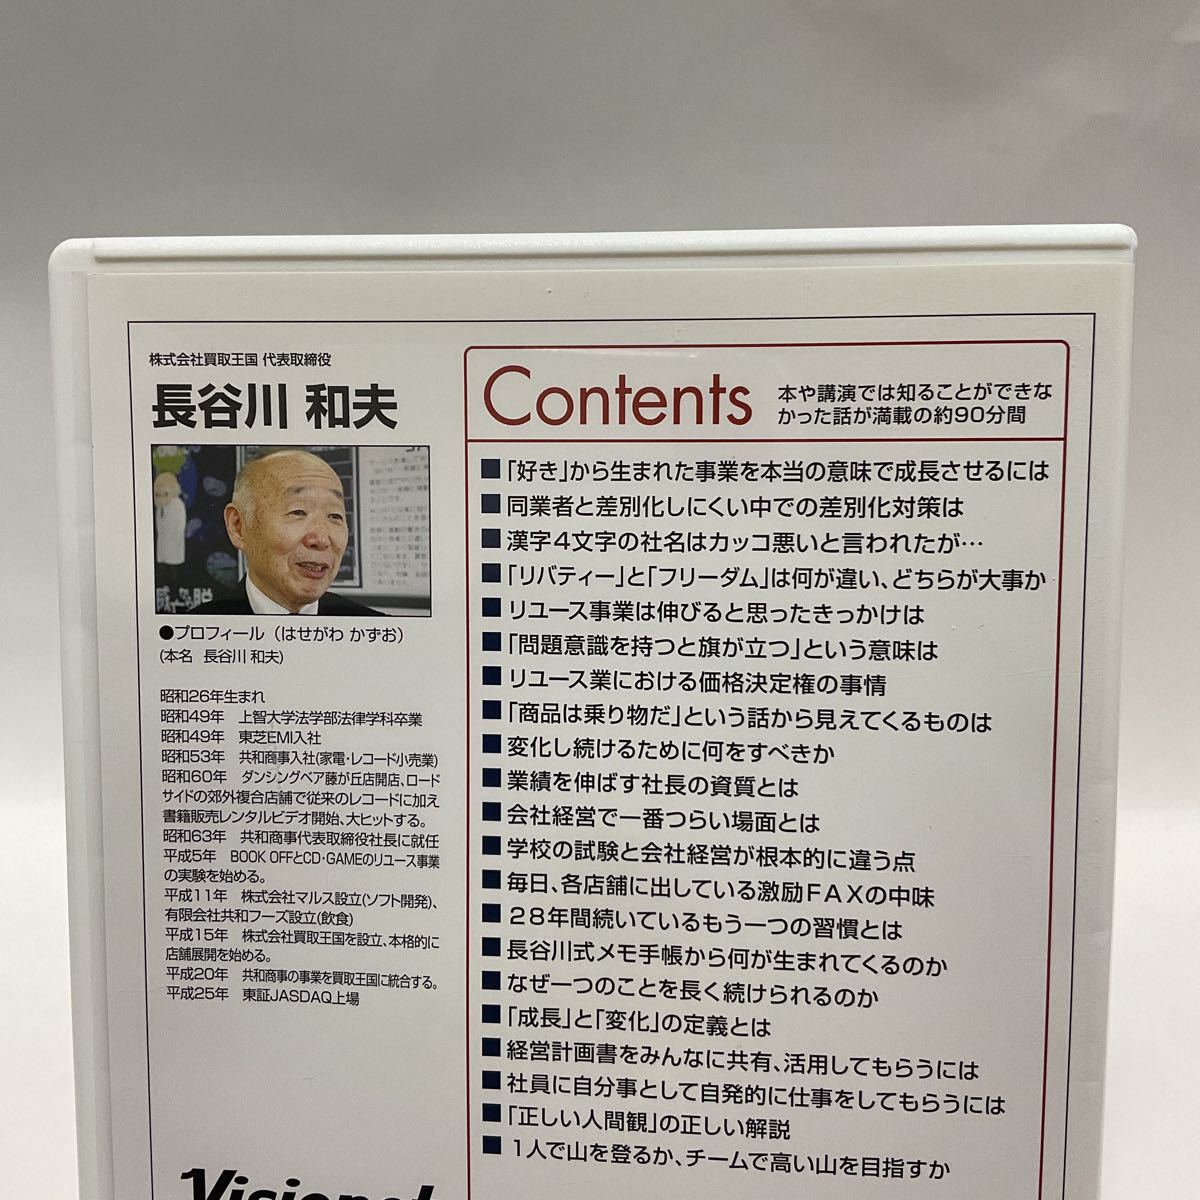 株式会社買取王国 代表取締役
長谷川 和夫
●プロフィール（はせがわ かずお）
(本名 長谷川 和夫)
昭和26年生まれ
昭和49年 上智大学法学部法律学科卒業
昭和49年 東芝EMI入社
昭和53年 共和商事入社(家電・レコード小売業)
昭和60年 ダンシングベア藤が丘店開店、ロード
サイドの郊外複合店舗で従来のレコードに加え
書籍販売レンタルビデオ開始、大ヒットする。
昭和63年 共和商事代表取締役社長に就任
平成5年 BOOK OFFとCD・GAMEのリユース事業
の実験を始める。
平成11年 株式会社マルス設立(ソフト開発)、
有限会社共和フーズ設立(飲食)
平成15年 株式会社買取王国を設立、本格的に
店舗展開を始める。
平成20年 共和商事の事業を買取王国に統合する。
平成25年 東証JASDAQ上場
Contents
本や講演では知ることができな
かった話が満載の約90分間
■「好き」から生まれた事業を本当の意味で成長させるには
■同業者と差別化しにくい中での差別化対策は
■漢字4文字の社名はカッコ悪いと言われたが…
■「リバティー」と「フリーダム」は何が違い、どちらが大事か
■リユース事業は伸びると思ったきっかけは
■「問題意識を持つと旗が立つ」という意味は
■リユース業における価格決定権の事情
■「商品は乗り物だ」という話から見えてくるものは
■変化し続けるために何をすべきか
■業績を伸ばす社長の資質とは
■会社経営で一番つらい場面とは
■学校の試験と会社経営が根本的に違う点
■毎日、各店舗に出している激励FAXの中味
■28年間続いているもう一つの習慣とは
■長谷川式メモ手帳から何が生まれてくるのか
■なぜ一つのことを長く続けられるのか
■「成長」と「変化」の定義とは
■経営計画書をみんなに共有、活用してもらうには
■社員に自分事として自発的に仕事をしてもらうには
■「正しい人間観」の正しい解説
■1人で山を登るか、チームで高い山を目指すか